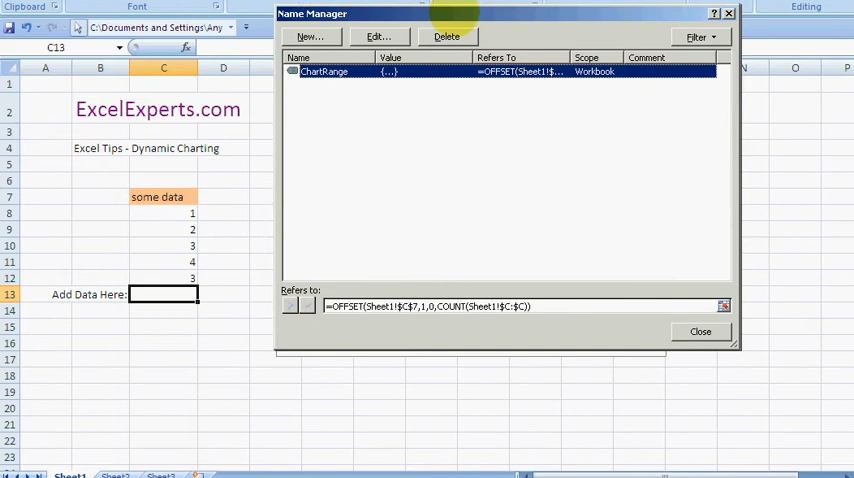 Clipboard
Font
Editing
C:\Documents and Settings\Any
C13
fx
Name Manager
New...
Edit...
Delete
Filter
Name Value Refers To Scope Comment
ChartRange {...} =OFFSET(Sheet1!$... Workbook
Refers to:
=OFFSET(Sheet1!$C$7,1,0,COUNT(Sheet1!$C:$C))
Close
A B C D N O P
1
2 ExcelExperts.com
3
4 Excel Tips - Dynamic Charting
5
6
7 some data
8 1
9 2
10 3
11 4
12 3
13 Add Data Here:
14
15
16
17
18
19
20
21
22
23
Sheet1 Sheet2 Sheet3